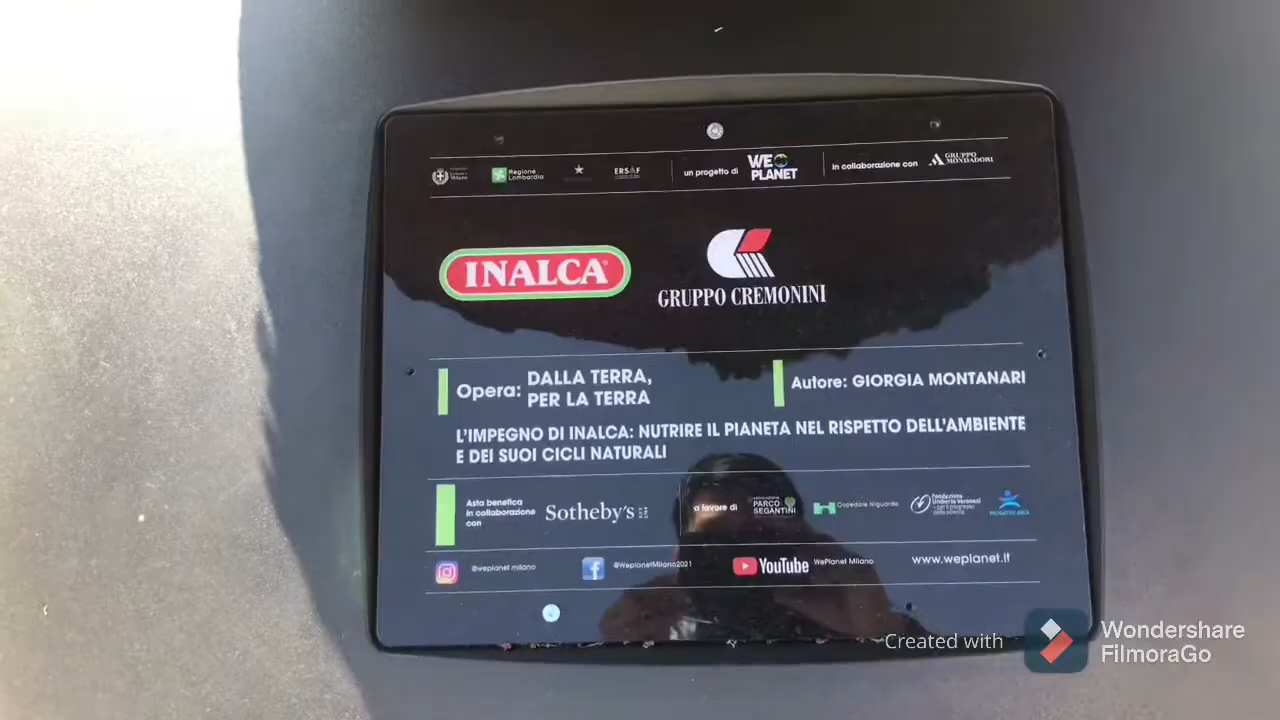 Regione
Lombardia
ERSAF
un progetto di
WE PLANET
in collaborazione con
GRUPPO
MONDADORI
INALCA
GRUPPO CREMONINI
Opera: DALLA TERRA,
PER LA TERRA
Autore: GIORGIA MONTANARI
L'IMPEGNO DI INALCA: NUTRIRE IL PIANETA NEL RISPETTO DELL'AMBIENTE
E DEI SUOI CICLI NATURALI
Asta benefica
in collaborazione
con
Sotheby's
a favore di
PARCO
SEGANTINI
Ospedale Niguarda
Fondazione
Umberto Veronesi
@weplanet.milano
@WeplanetMilano2021
YouTube
WePlanet Milano
www.weplanet.it
Created with
Wondershare
FilmoraGo